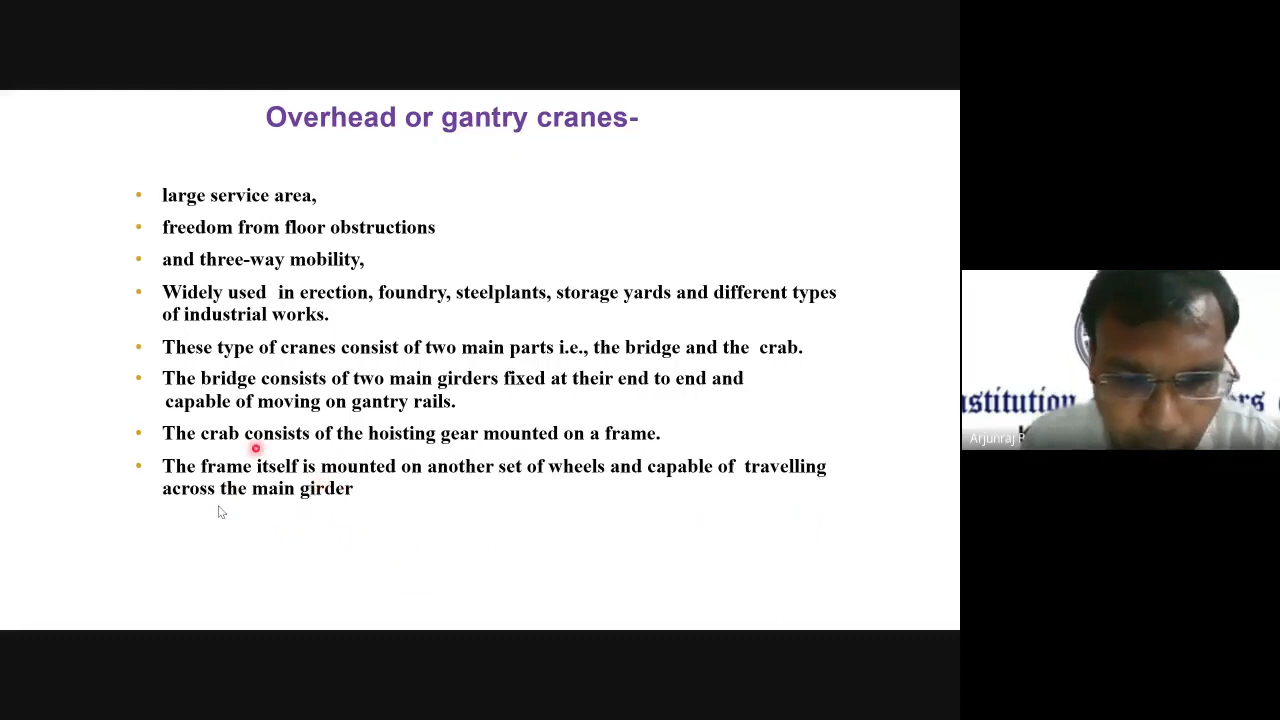 Overhead or gantry cranes-
• large service area,
• freedom from floor obstructions
• and three-way mobility,
• Widely used in erection, foundry, steelplants, storage yards and different types
of industrial works.
• These type of cranes consist of two main parts i.e., the bridge and the crab.
• The bridge consists of two main girders fixed at their end to end and
capable of moving on gantry rails.
• The crab consists of the hoisting gear mounted on a frame.
• The frame itself is mounted on another set of wheels and capable of travelling
across the main girder
Arjunraj P